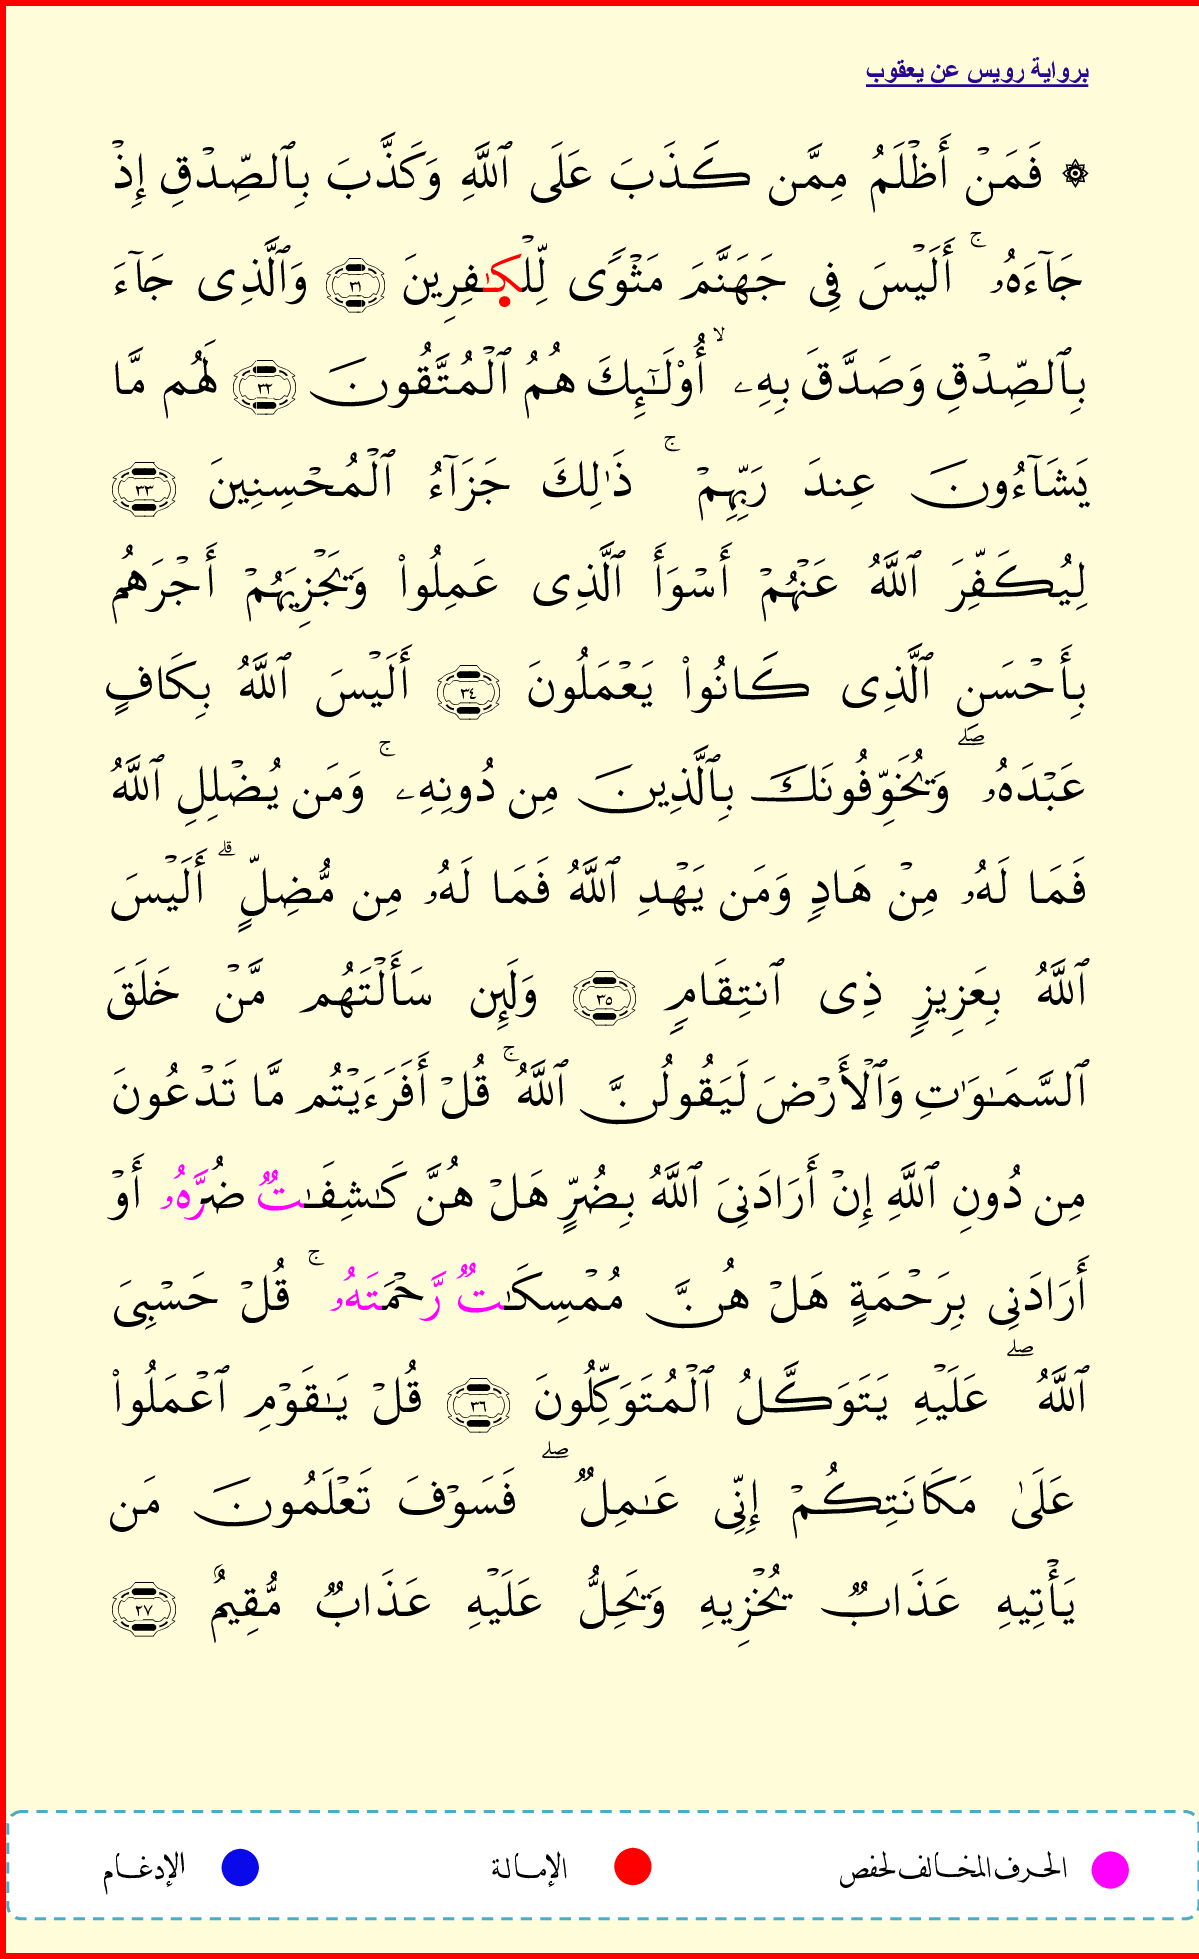 برواية رويس عن يعقوب
۞ فَمَنۡ أَظۡلَمُ مِمَّن كَذَبَ عَلَى ٱللَّهِ وَكَذَّبَ بِٱلصِّدۡقِ إِذۡ
جَآءَهُۥ ۚ أَلَيۡسَ فِى جَهَنَّمَ مَثۡوًى لِّلۡكَٰفِرِينَ ٣١ وَٱلَّذِى جَآءَ
بِٱلصِّدۡقِ وَصَدَّقَ بِهِۦ ۙ أُوْلَٰٓئِكَ هُمُ ٱلۡمُتَّقُونَ ٣٢ لَهُم مَّا
يَشَآءُونَ عِندَ رَبِّهِمۡ ۚ ذَٰلِكَ جَزَآءُ ٱلۡمُحۡسِنِينَ ٣٣
لِيُكَفِّرَ ٱللَّهُ عَنۡهُمۡ أَسۡوَأَ ٱلَّذِى عَمِلُواْ وَيَجۡزِيَهُمۡ أَجۡرَهُم
بِأَحۡسَنِ ٱلَّذِى كَانُواْ يَعۡمَلُونَ ٣٤ أَلَيۡسَ ٱللَّهُ بِكَافٍ
عَبۡدَهُۥ ۖ وَيُخَوِّفُونَكَ بِٱلَّذِينَ مِن دُونِهِۦ ۚ وَمَن يُضۡلِلِ ٱللَّهُ
فَمَا لَهُۥ مِنۡ هَادٍ وَمَن يَهۡدِ ٱللَّهُ فَمَا لَهُۥ مِن مُّضِلٍّ ۗ أَلَيۡسَ
ٱللَّهُ بِعَزِيزٍ ذِى ٱنتِقَامٍ ٣٥ وَلَئِن سَأَلۡتَهُم مَّنۡ خَلَقَ
ٱلسَّمَٰوَٰتِ وَٱلۡأَرۡضَ لَيَقُولُنَّ ٱللَّهُ ۚ قُلۡ أَفَرَءَيۡتُم مَّا تَدۡعُونَ
مِن دُونِ ٱللَّهِ إِنۡ أَرَادَنِىَ ٱللَّهُ بِضُرٍّ هَلۡ هُنَّ كَٰشِفَٰتٌ ضُرَّهُۥ أَوۡ
أَرَادَنِى بِرَحۡمَةٍ هَلۡ هُنَّ مُمۡسِكَٰتٌ رَّحۡمَتَهُۥ ۚ قُلۡ حَسۡبِىَ
ٱللَّهُ ۖ عَلَيۡهِ يَتَوَكَّلُ ٱلۡمُتَوَكِّلُونَ ٣٦ قُلۡ يَٰقَوۡمِ ٱعۡمَلُواْ
عَلَىٰ مَكَانَتِكُمۡ إِنِّى عَٰمِلٌ ۖ فَسَوۡفَ تَعۡلَمُونَ مَن
يَأۡتِيهِ عَذَابٌ يُخۡزِيهِ وَيَحِلُّ عَلَيۡهِ عَذَابٌ مُّقِيمٌ ٢٧
الحرف المخالف لحفص الإمالة الإدغام